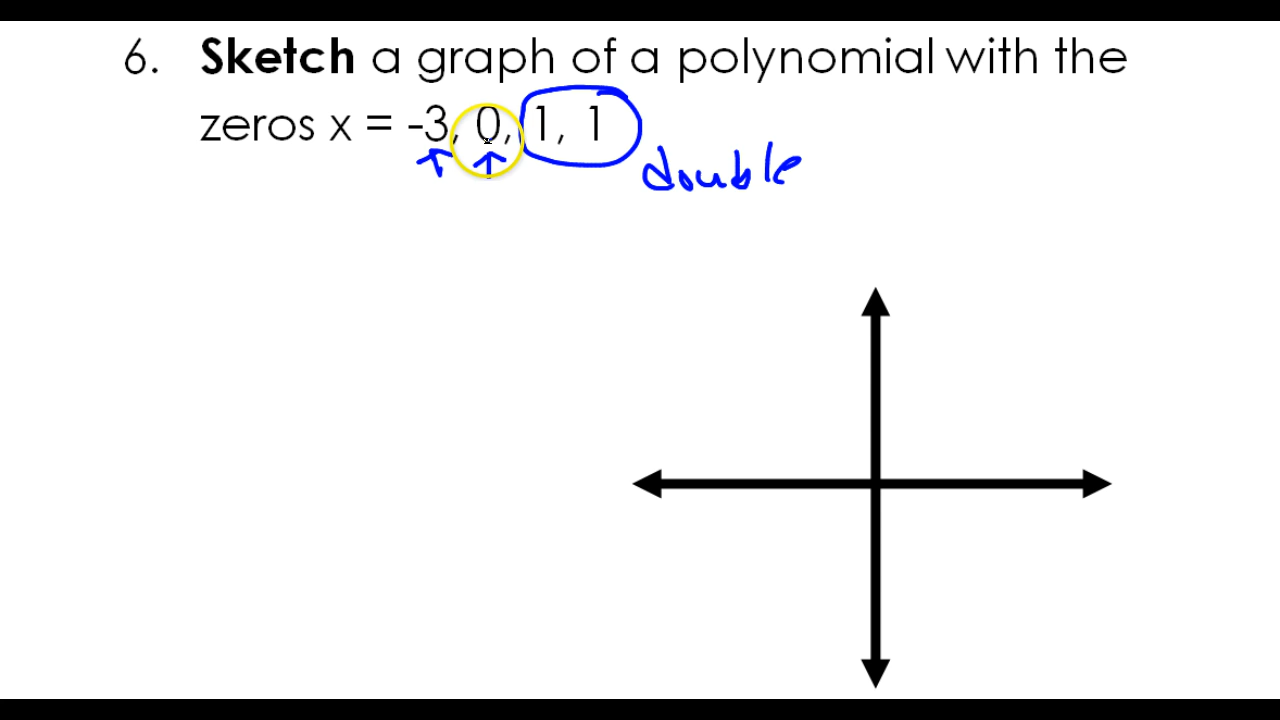 6. Sketch a graph of a polynomial with the
zeros x = -3, 0, 1, 1
double